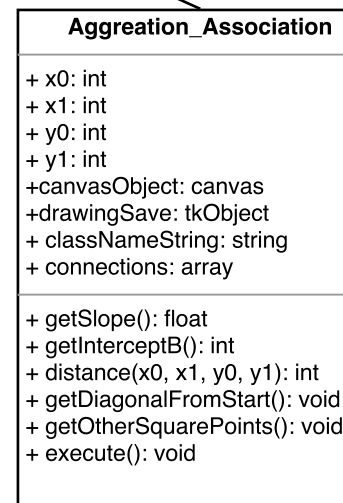 Aggreation_Association
+ x0: int
+ x1: int
+ y0: int
+ y1: int
+canvasObject: canvas
+drawingSave: tkObject
+ classNameString: string
+ connections: array
+ getSlope(): float
+ getInterceptB(): int
+ distance(x0, x1, y0, y1): int
+ getDiagonalFromStart(): void
+ getOtherSquarePoints(): void
+ execute(): void